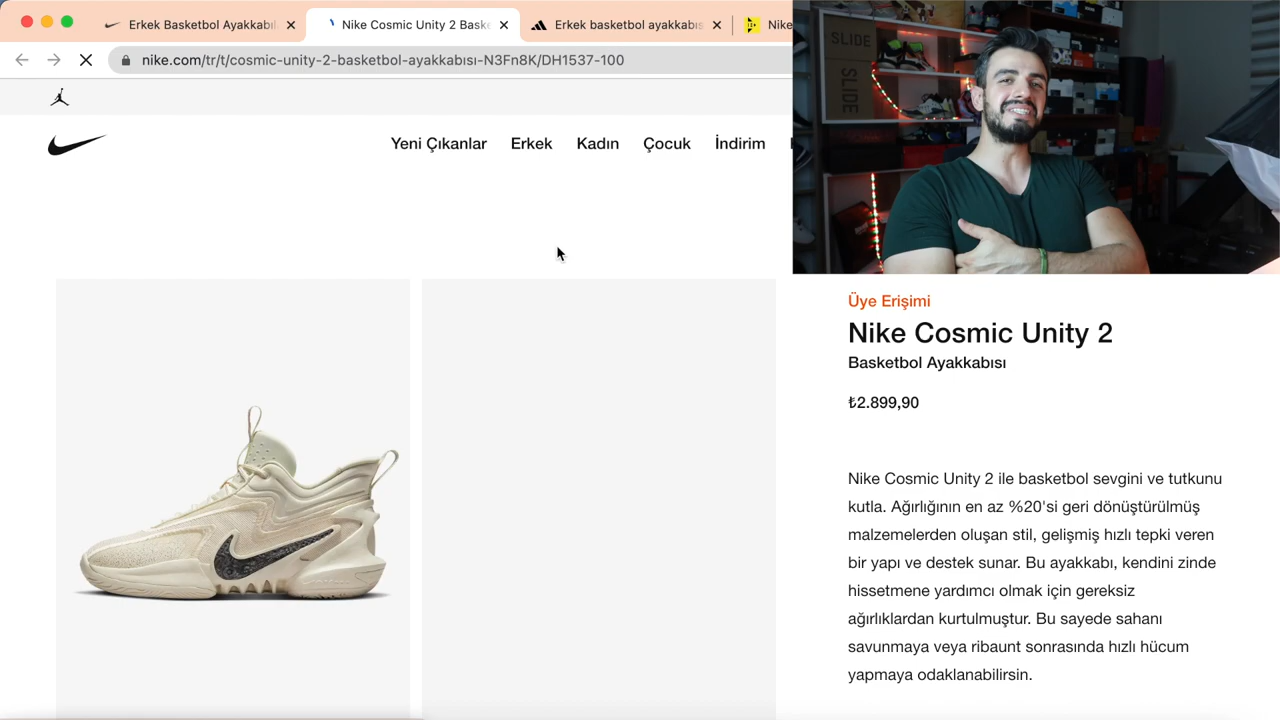 Erkek Basketbol Ayakkabıl
Nike Cosmic Unity 2 Baske
Erkek basketbol ayakkabıs
Nike
nike.com/tr/t/cosmic-unity-2-basketbol-ayakkabısı-N3Fn8K/DH1537-100
Yeni Çıkanlar
Erkek
Kadın
Çocuk
İndirim
SLIDE
SLIDE
Üye Erişimi
Nike Cosmic Unity 2
Basketbol Ayakkabısı
₺2.899,90
Nike Cosmic Unity 2 ile basketbol sevgini ve tutkunu
kutla. Ağırlığının en az %20'si geri dönüştürülmüş
malzemelerden oluşan stil, gelişmiş hızlı tepki veren
bir yapı ve destek sunar. Bu ayakkabı, kendini zinde
hissetmene yardımcı olmak için gereksiz
ağırlıklardan kurtulmuştur. Bu sayede sahanı
savunmaya veya ribaunt sonrasında hızlı hücum
yapmaya odaklanabilirsin.